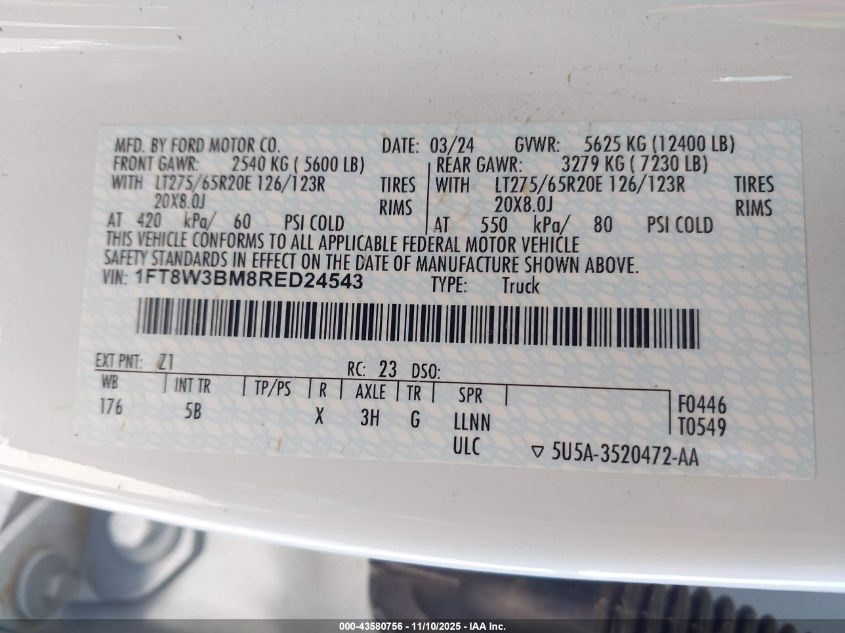 MFD. BY FORD MOTOR CO. DATE: 03/24 GVWR: 5625 KG (12400 LB)
FRONT GAWR: 2540 KG ( 5600 LB) REAR GAWR: 3279 KG ( 7230 LB)
WITH LT275/65R20E 126/123R TIRES WITH LT275/65R20E 126/123R TIRES
20X8.0J RIMS 20X8.0J RIMS
AT 420 kPa/ 60 PSI COLD AT 550 kPa/ 80 PSI COLD
THIS VEHICLE CONFORMS TO ALL APPLICABLE FEDERAL MOTOR VEHICLE
SAFETY STANDARDS IN EFFECT ON THE DATE OF MANUFACTURE SHOWN ABOVE.
VIN: 1FT8W3BM8RED24543 TYPE: Truck
EXT PNT: Z1 RC: 23 DSO:
WB INT TR TP/PS R AXLE TR SPR F0446
176 5B X 3H G LLNN T0549
ULC 5U5A-3520472-AA
000-43580756 - 11/10/2025 - IAA Inc.